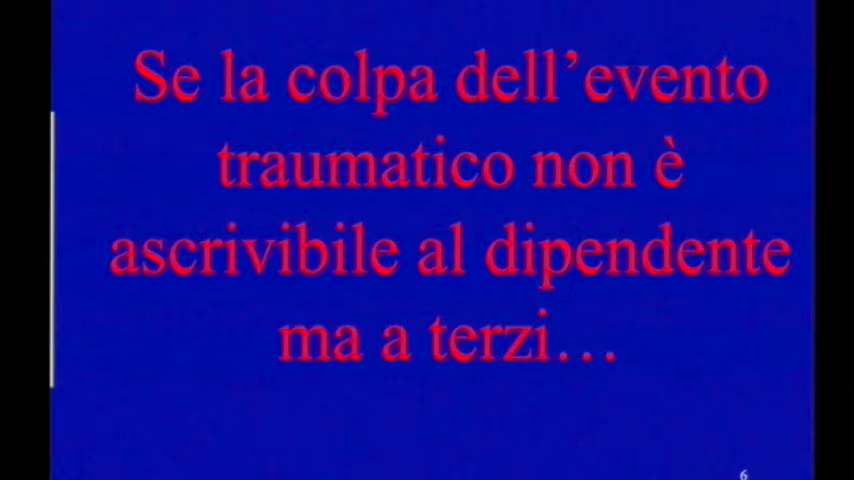 Se la colpa dell’evento
traumatico non è
ascrivibile al dipendente
ma a terzi…
6